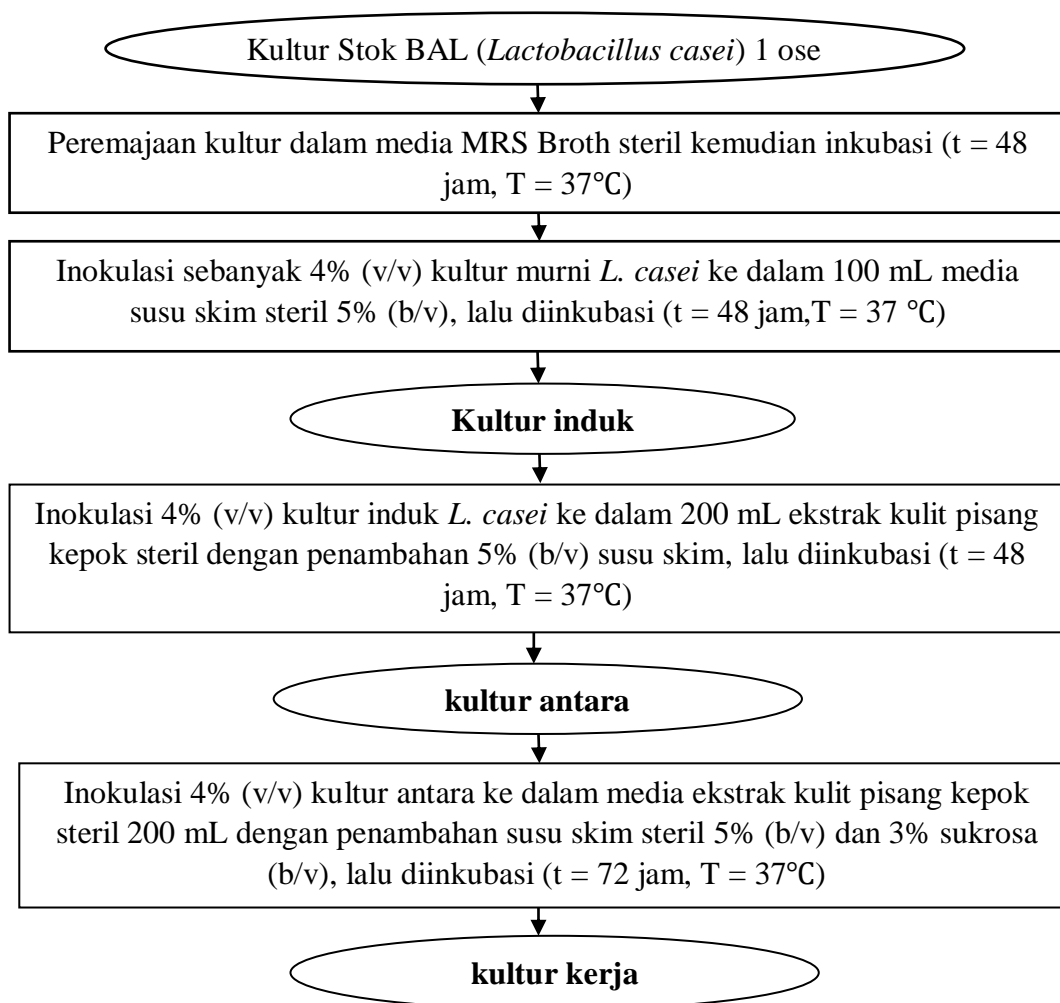 Kultur Stok BAL (Lactobacillus casei) 1 ose
Peremajaan kultur dalam media MRS Broth steril kemudian inkubasi (t = 48
jam, T = 37℃)
Inokulasi sebanyak 4% (v/v) kultur murni L. casei ke dalam 100 mL media
susu skim steril 5% (b/v), lalu diinkubasi (t = 48 jam,T = 37 ℃)
Kultur induk
Inokulasi 4% (v/v) kultur induk L. casei ke dalam 200 mL ekstrak kulit pisang
kepok steril dengan penambahan 5% (b/v) susu skim, lalu diinkubasi (t = 48
jam, T = 37℃)
kultur antara
Inokulasi 4% (v/v) kultur antara ke dalam media ekstrak kulit pisang kepok
steril 200 mL dengan penambahan susu skim steril 5% (b/v) dan 3% sukrosa
(b/v), lalu diinkubasi (t = 72 jam, T = 37℃)
kultur kerja